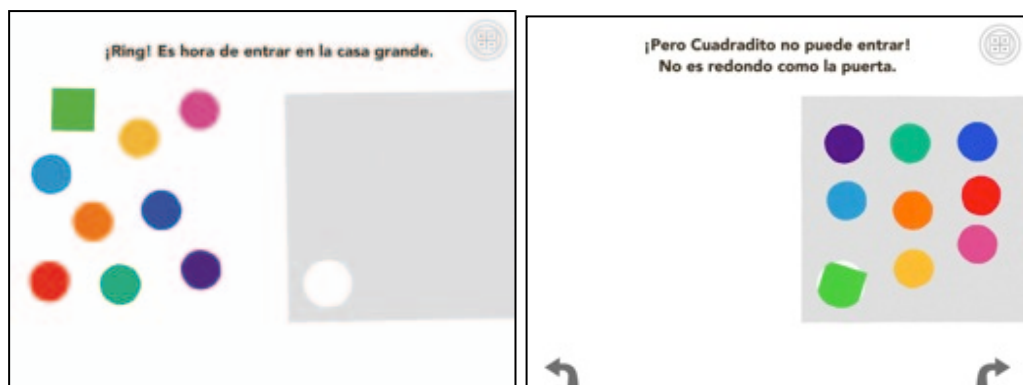 ¡Ring! Es hora de entrar en la casa grande.
¡Pero Cuadradito no puede entrar!
No es redondo como la puerta.